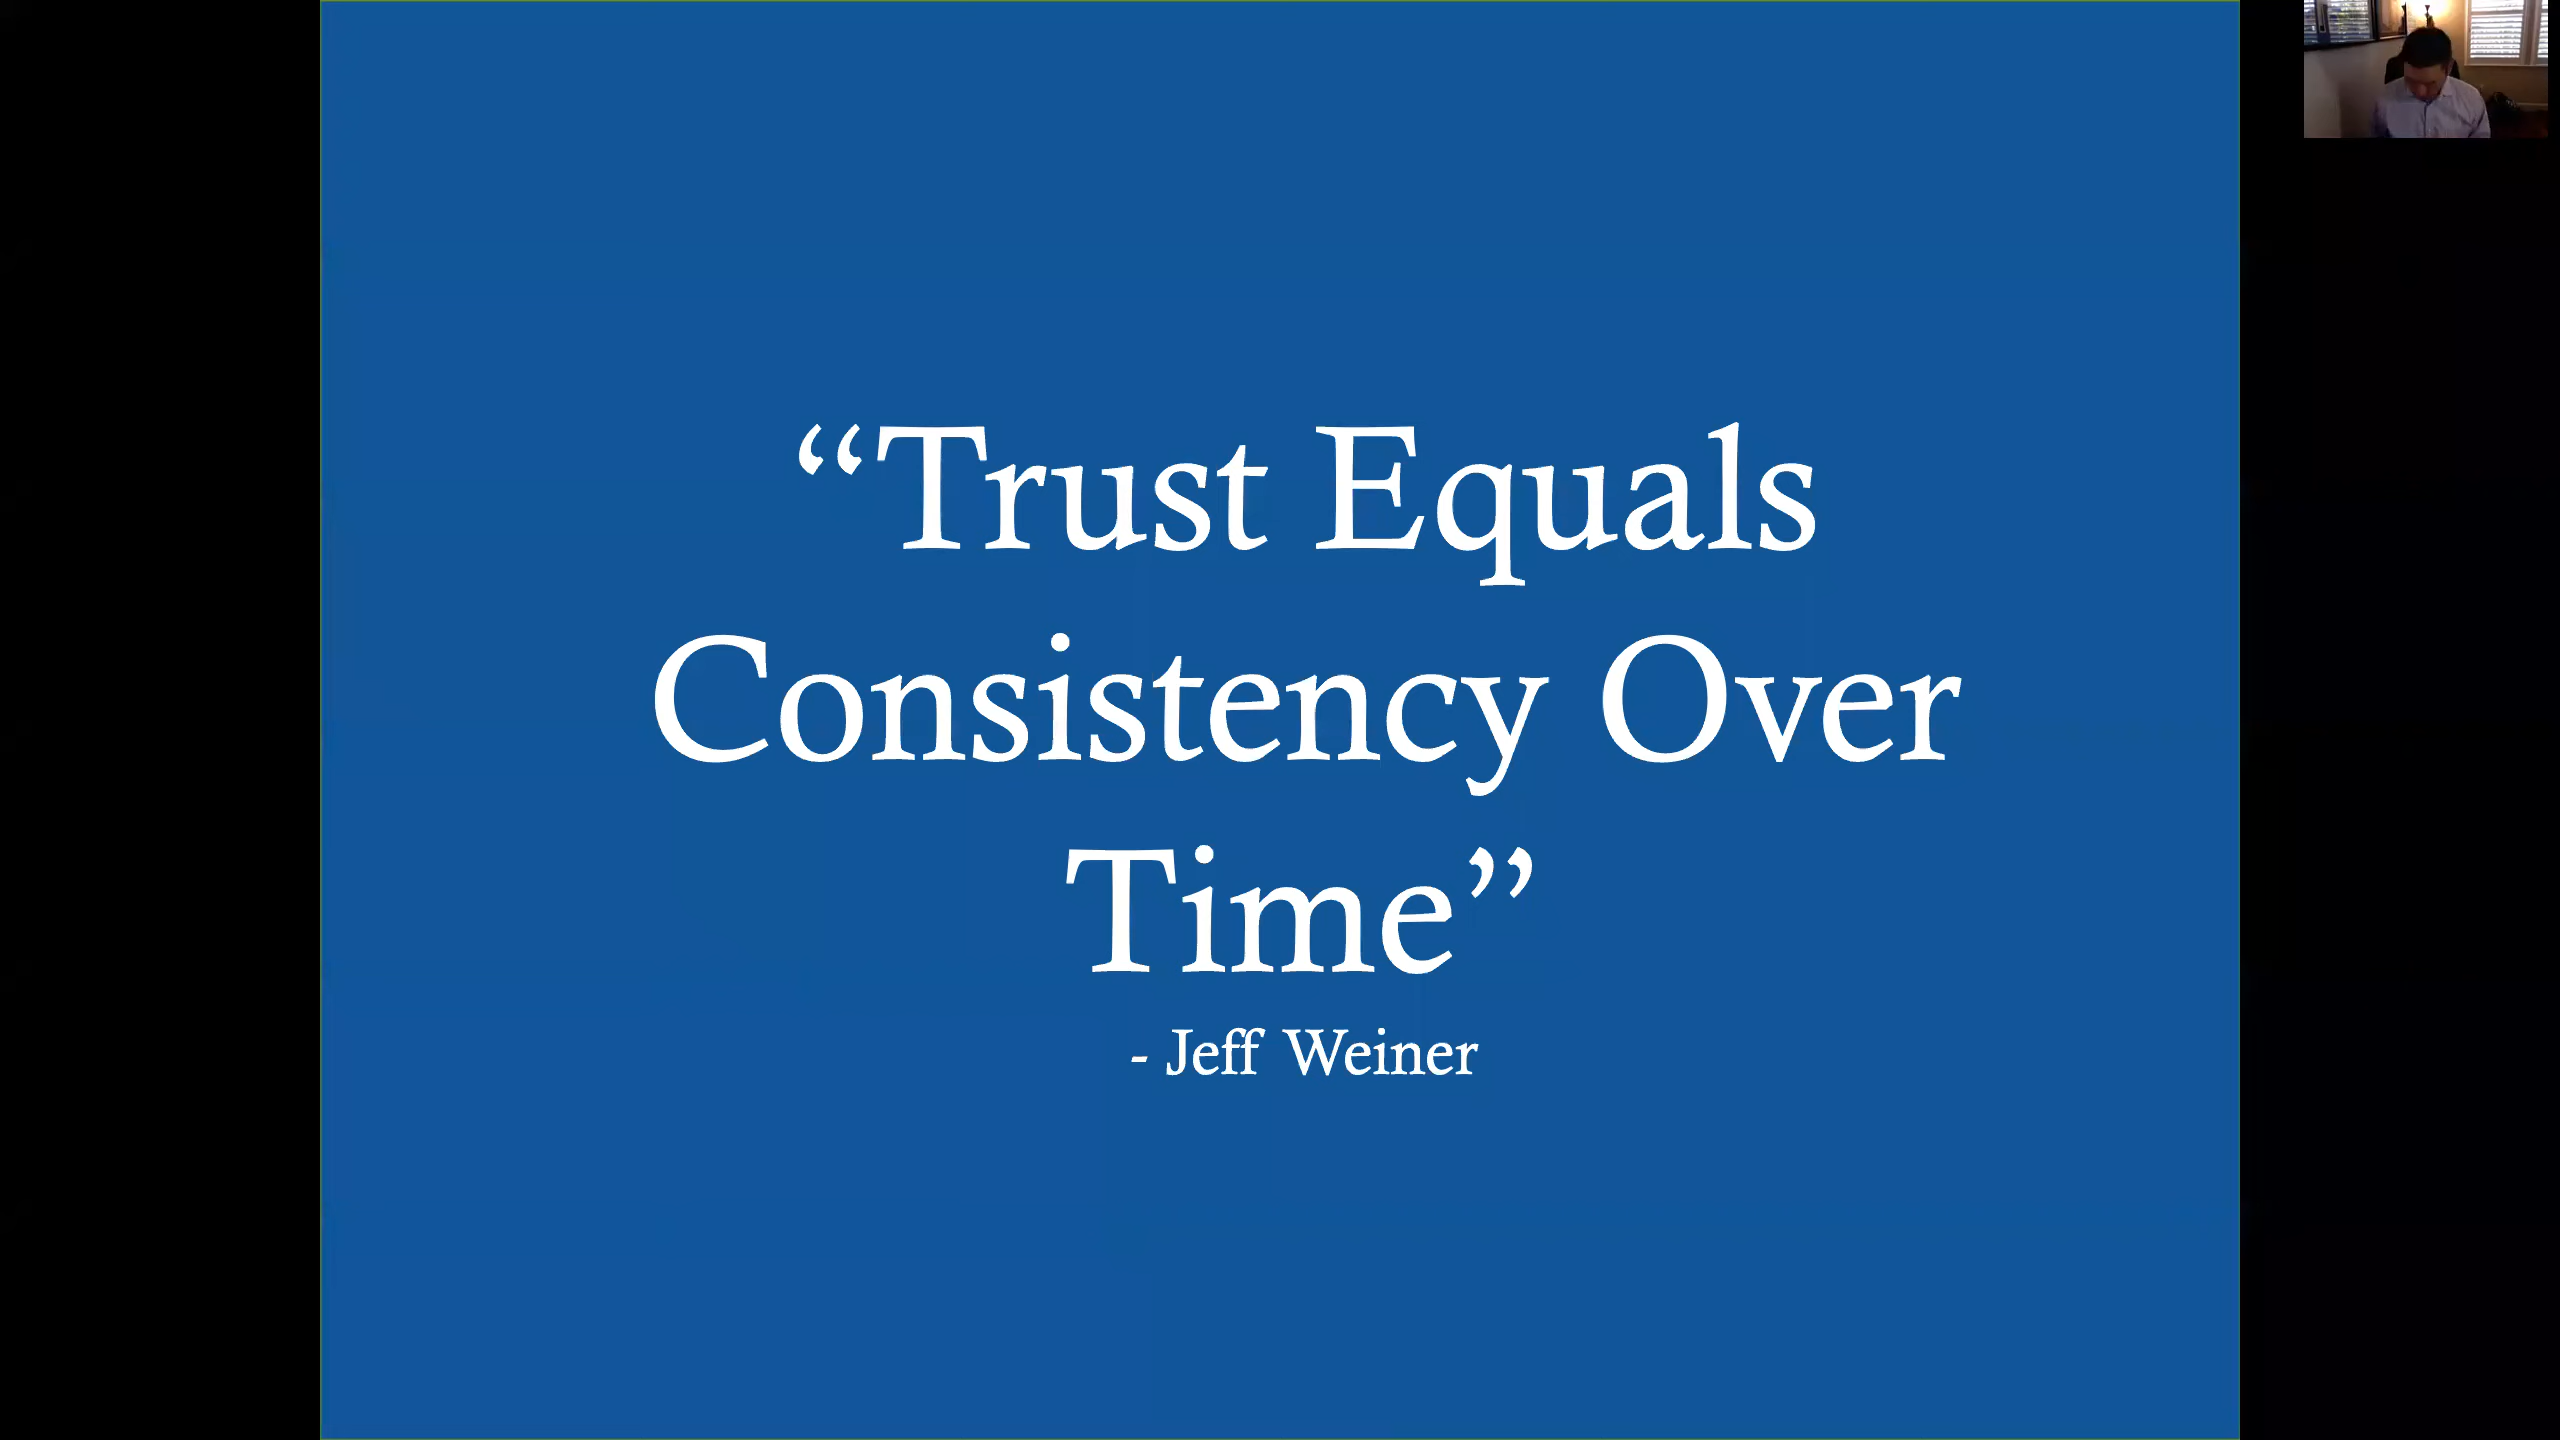 “Trust Equals
Consistency Over
Time”
- Jeff Weiner